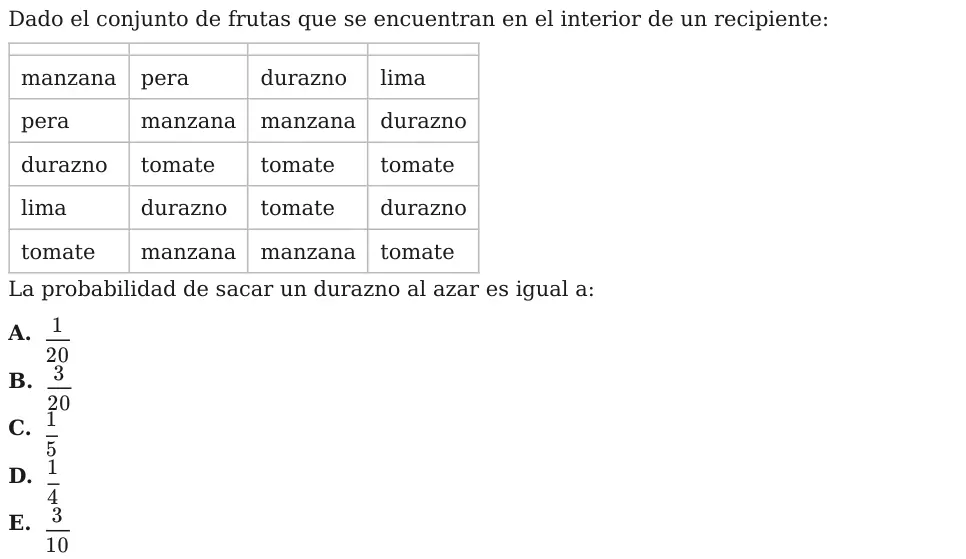 Dado el conjunto de frutas que se encuentran en el interior de un recipiente:
manzana pera durazno lima
pera manzana manzana durazno
durazno tomate tomate tomate
lima durazno tomate durazno
tomate manzana manzana tomate
La probabilidad de sacar un durazno al azar es igual a:
A. 1/20
B. 3/20
C. 1/5
D. 1/4
E. 3/10